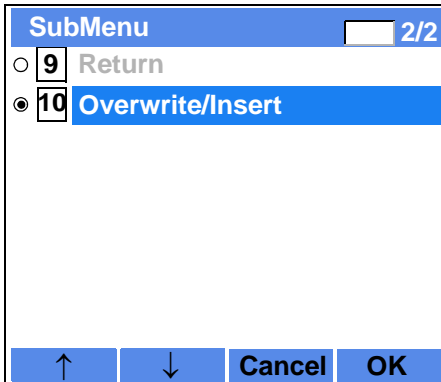 SubMenu 2/2
9 Return
10 Overwrite/Insert
↑ ↓ Cancel OK